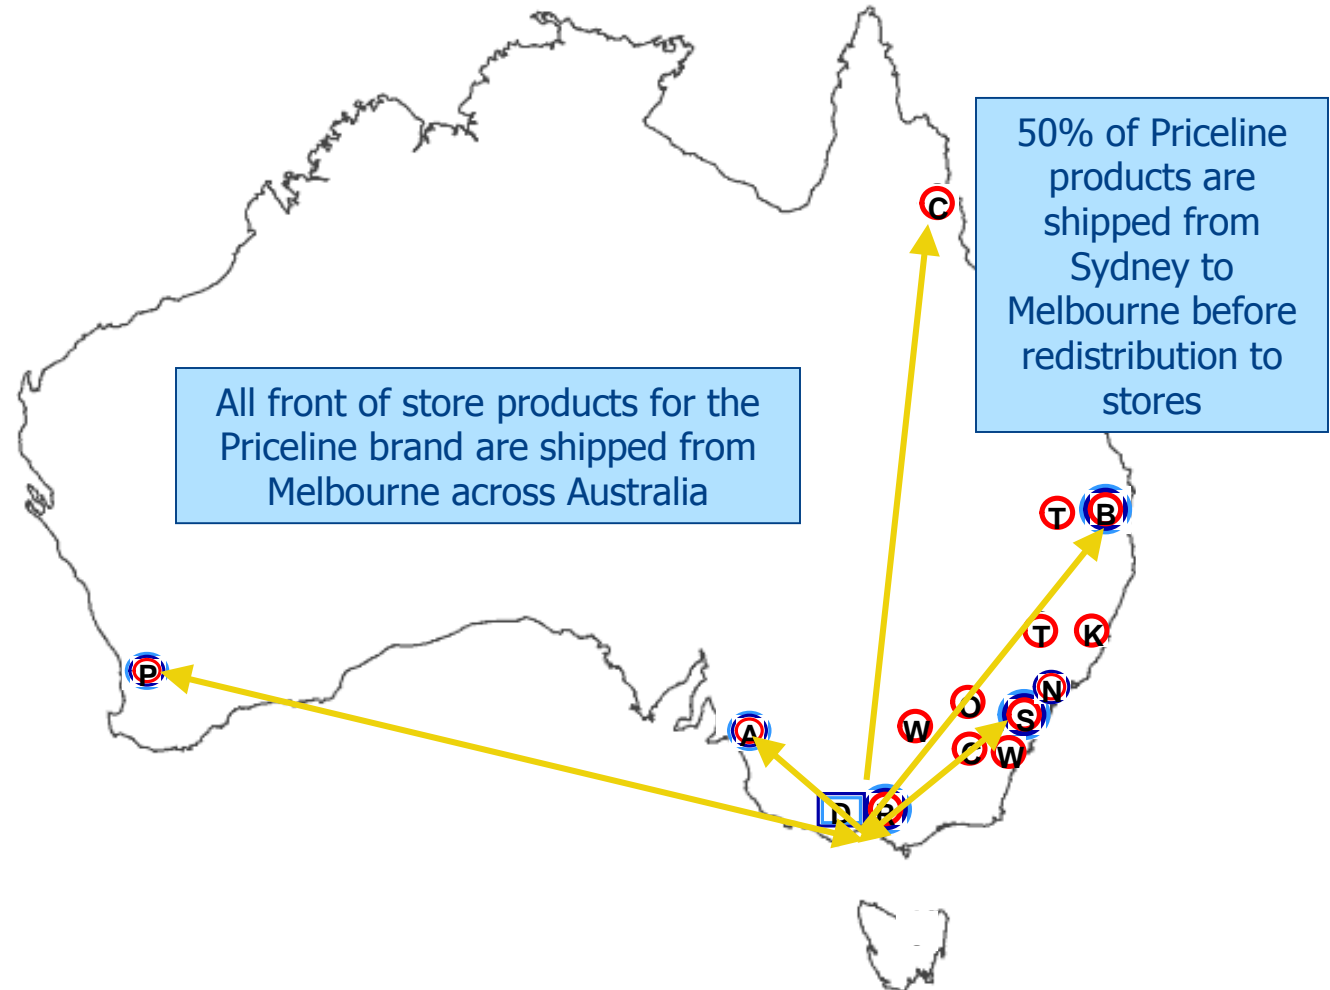 50% of Priceline
products are
shipped from
Sydney to
Melbourne before
redistribution to
stores
C
All front of store products for the
Priceline brand are shipped from
Melbourne across Australia
T
B
T
K
P
N
O
S
A
W
C
W
D
R